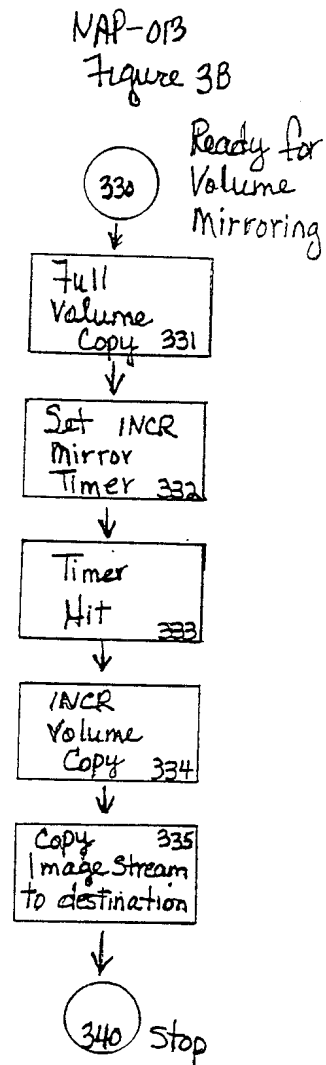 NAP-013
Figure 3B
Ready for
Volume
Mirroring
330
Full
Volume
Copy 331
Set INCR
Mirror
Timer 332
Timer
Hit
333
INCR
Volume
Copy 334
Copy 335
Image Stream
to destination
340 Stop